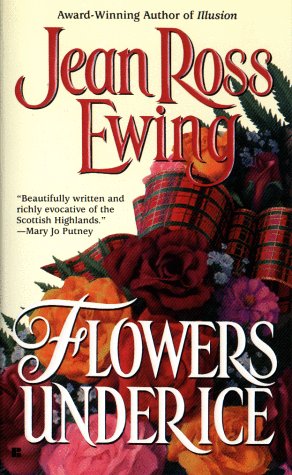 Award-Winning Author of Illusion
Jean Ross
Ewing
“Beautifully written and
richly evocative of the
Scottish Highlands.”
—Mary Jo Putney
FLOWERS
UNDER ICE